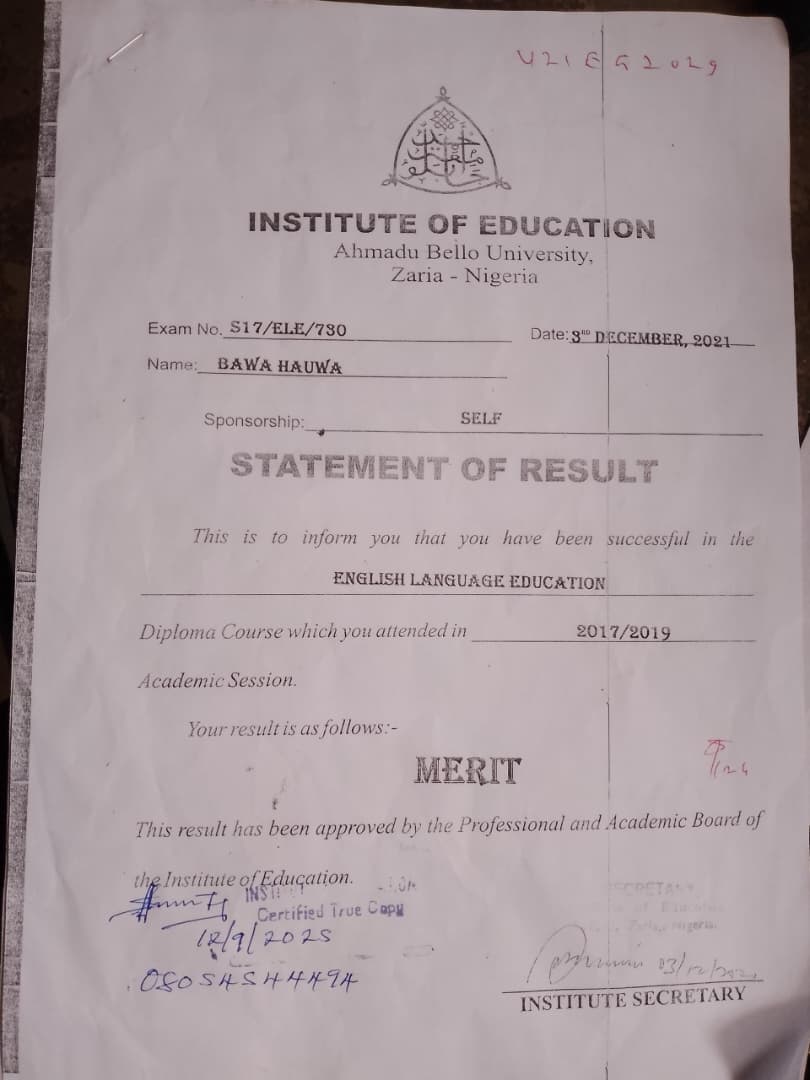 U21EG2029
INSTITUTE OF EDUCATION
Ahmadu Bello University,
Zaria - Nigeria
Exam No. S17/ELE/730 Date: 3RD DECEMBER, 2021
Name: BAWA HAUWA
Sponsorship: SELF
STATEMENT OF RESULT
This is to inform you that you have been successful in the
ENGLISH LANGUAGE EDUCATION
Diploma Course which you attended in 2017/2019
Academic Session.
Your result is as follows:-
MERIT
This result has been approved by the Professional and Academic Board of
the Institute of Education.
Certified True Copy
12/9/2025
08054544494
SECRETARY
Zaria, Nigeria.
INSTITUTE SECRETARY